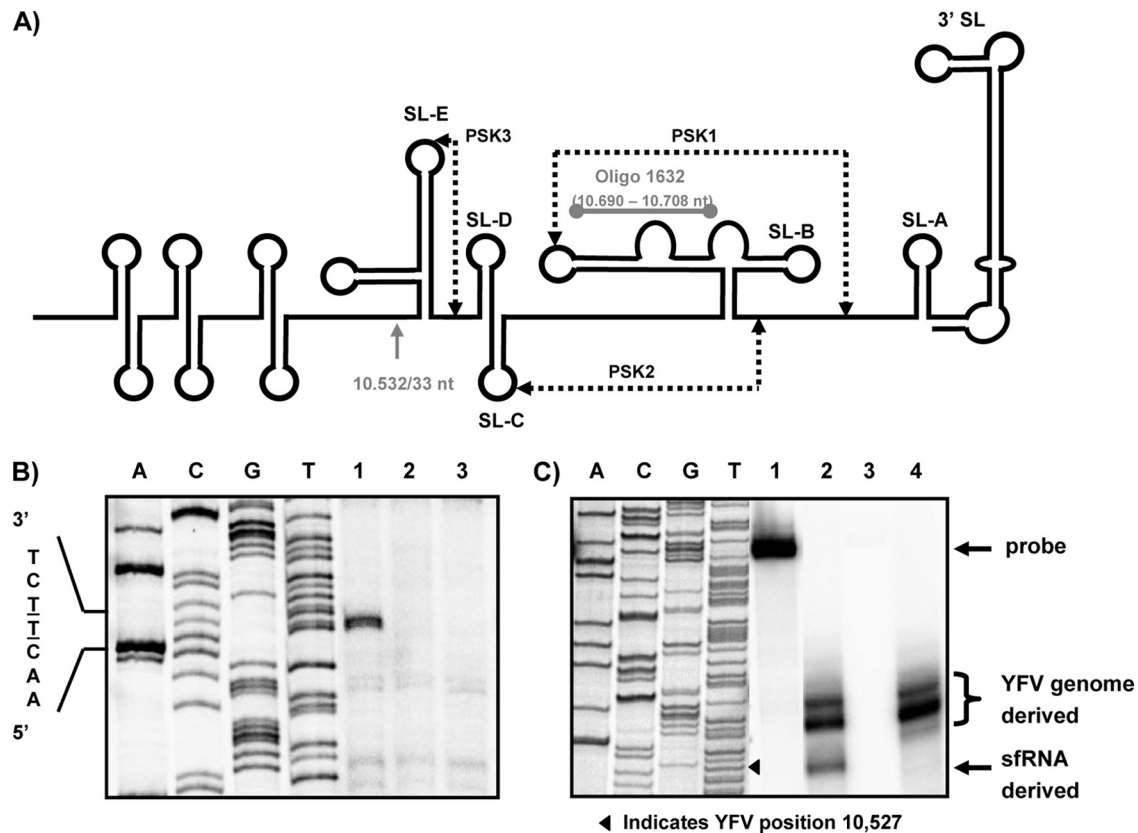 A)
3' SL
SL-E
PSK3
PSK1
Oligo 1632
(10.690 – 10.708 nt)
SL-D
SL-B
SL-A
10.532/33 nt
PSK2
SL-C
B)
A C G T 1 2 3
3'
T
C
T
T
C
A
A
5'
C)
A C G T 1 2 3 4
probe
YFV genome
derived
sfRNA
derived
◄ Indicates YFV position 10,527